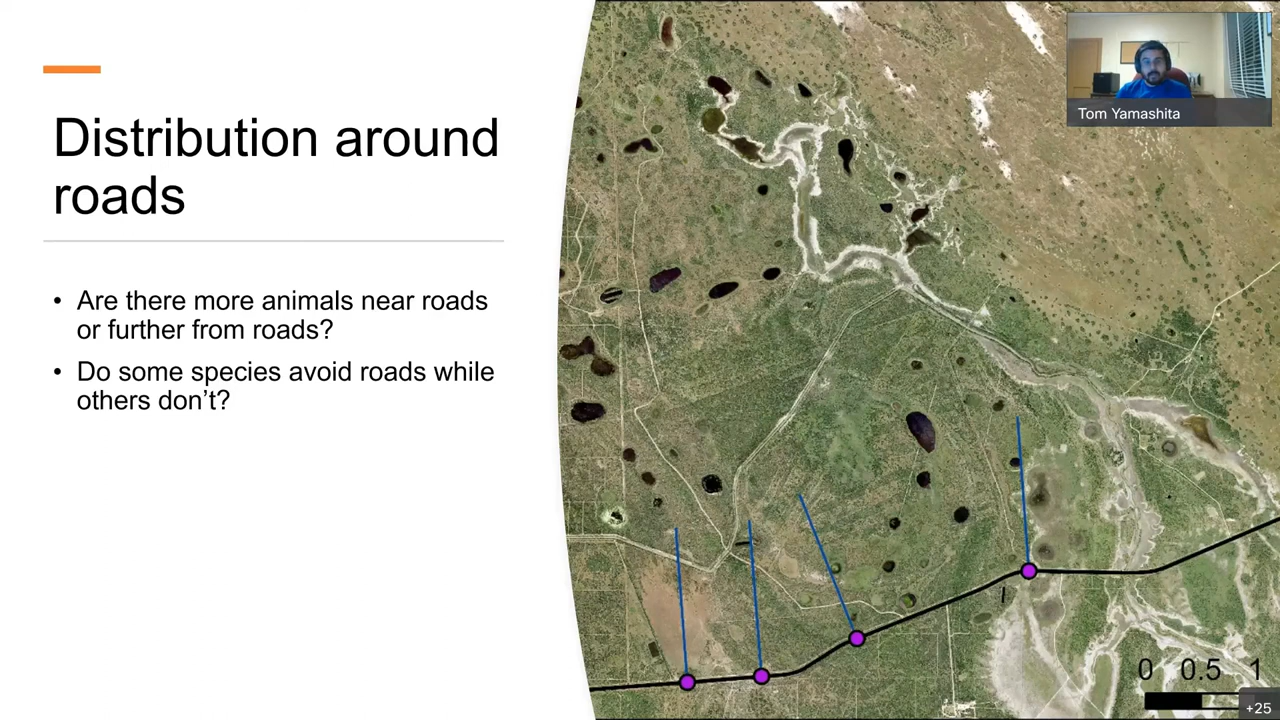 Tom Yamashita
Distribution around
roads
• Are there more animals near roads
or further from roads?
• Do some species avoid roads while
others don't?
0 0.5 1
+25